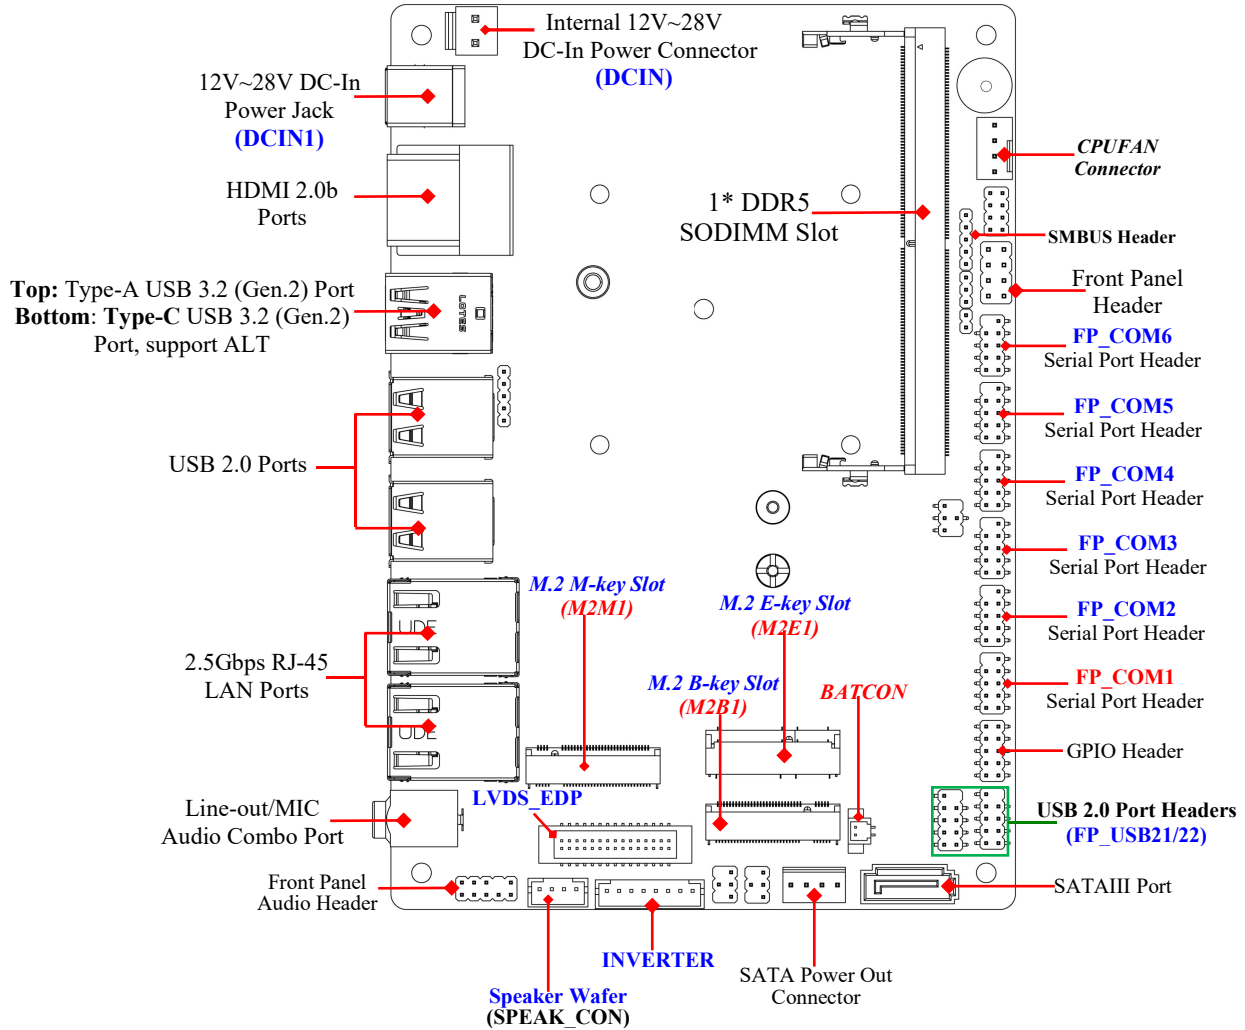 Internal 12V~28V
DC-In Power Connector
(DCIN)
12V~28V DC-In
Power Jack
(DCIN1)
HDMI 2.0b
Ports
Top: Type-A USB 3.2 (Gen.2) Port
Bottom: Type-C USB 3.2 (Gen.2)
Port, support ALT
LOTES
USB 2.0 Ports
2.5Gbps RJ-45
LAN Ports
UDE
UDE
Line-out/MIC
Audio Combo Port
Front Panel
Audio Header
1* DDR5
SODIMM Slot
CPUFAN
Connector
SMBUS Header
Front Panel
Header
FP_COM6
Serial Port Header
FP_COM5
Serial Port Header
FP_COM4
Serial Port Header
FP_COM3
Serial Port Header
FP_COM2
Serial Port Header
FP_COM1
Serial Port Header
GPIO Header
USB 2.0 Port Headers
(FP_USB21/22)
SATAIII Port
M.2 M-key Slot
(M2M1)
M.2 E-key Slot
(M2E1)
M.2 B-key Slot
(M2B1)
BATCON
LVDS_EDP
INVERTER
Speaker Wafer
(SPEAK_CON)
SATA Power Out
Connector